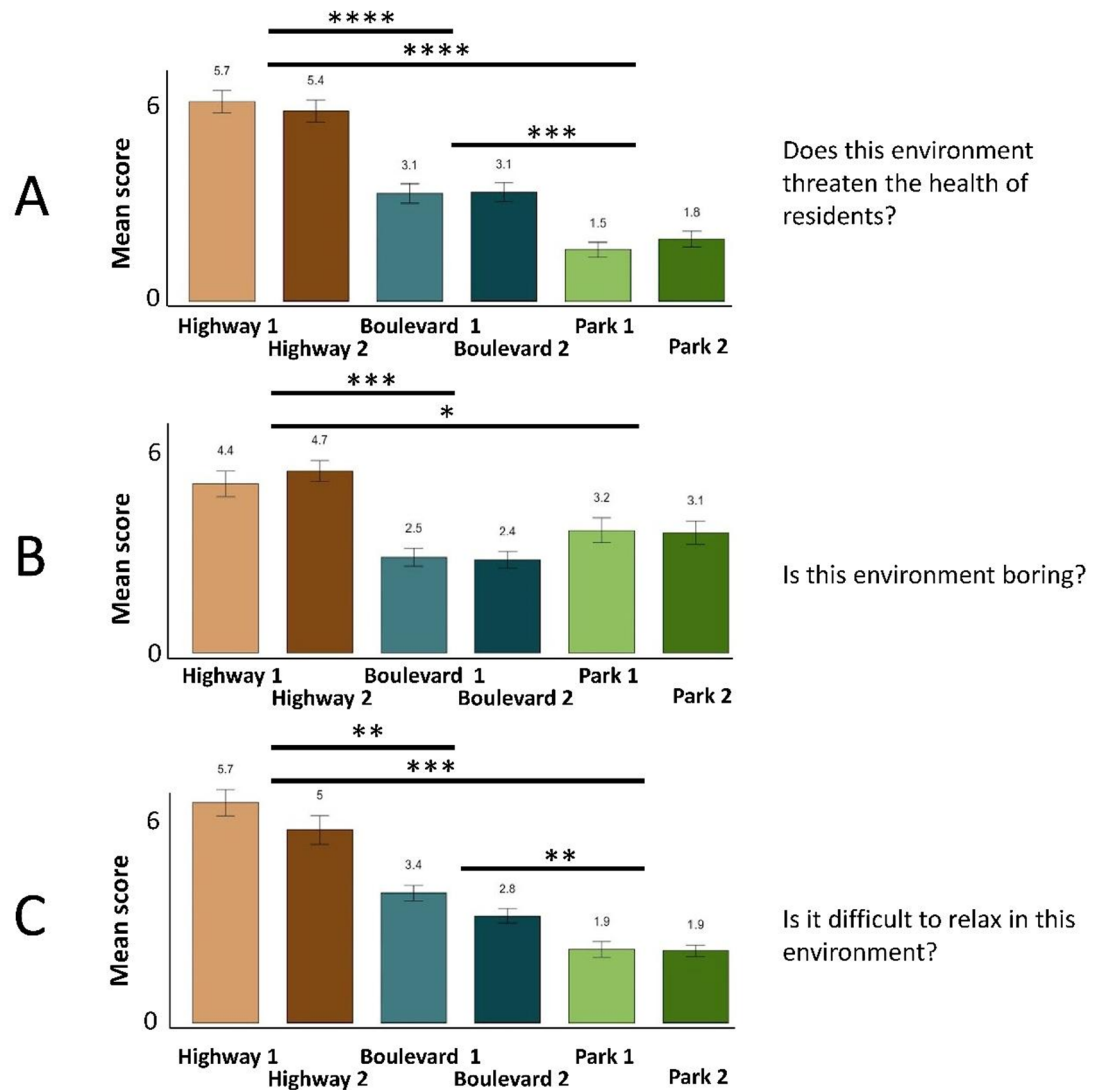 ****
****
5.7
5.4
***
6
3.1
3.1
1.5
1.8
0
A
Mean score
Does this environment
threaten the health of
residents?
Highway 1
Highway 2
Boulevard 1
Boulevard 2
Park 1
Park 2
***
*
4.4
4.7
6
2.5
2.4
3.2
3.1
0
B
Mean score
Is this environment boring?
Highway 1
Highway 2
Boulevard 1
Boulevard 2
Park 1
Park 2
**
***
5.7
5
6
**
3.4
2.8
1.9
1.9
0
C
Mean score
Is it difficult to relax in this
environment?
Highway 1
Highway 2
Boulevard 1
Boulevard 2
Park 1
Park 2